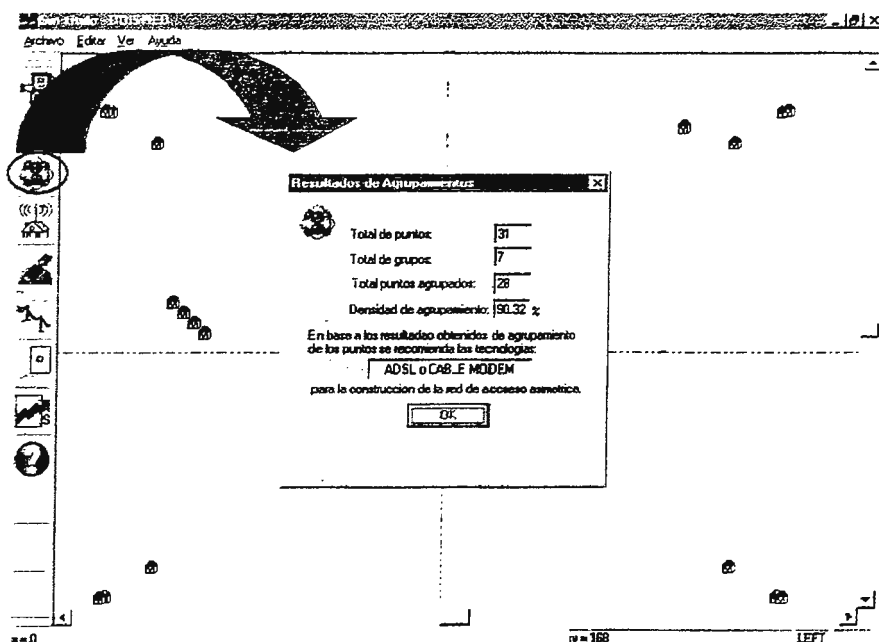 Archivo Editar Ver Ayuda
Resultados de Agrupamientos
Total de puntos: 31
Total de grupos: 7
Total puntos agrupados: 28
Densidad de agrupamiento: 90.32 %
En base a los resultados obtenidos de agrupamiento
de los puntos se recomienda las tecnologias:
ADSL o CABLE MODEM
para la construccion de la red de acceso asimetrica.
OK
x = 0
y = 168
LEFT